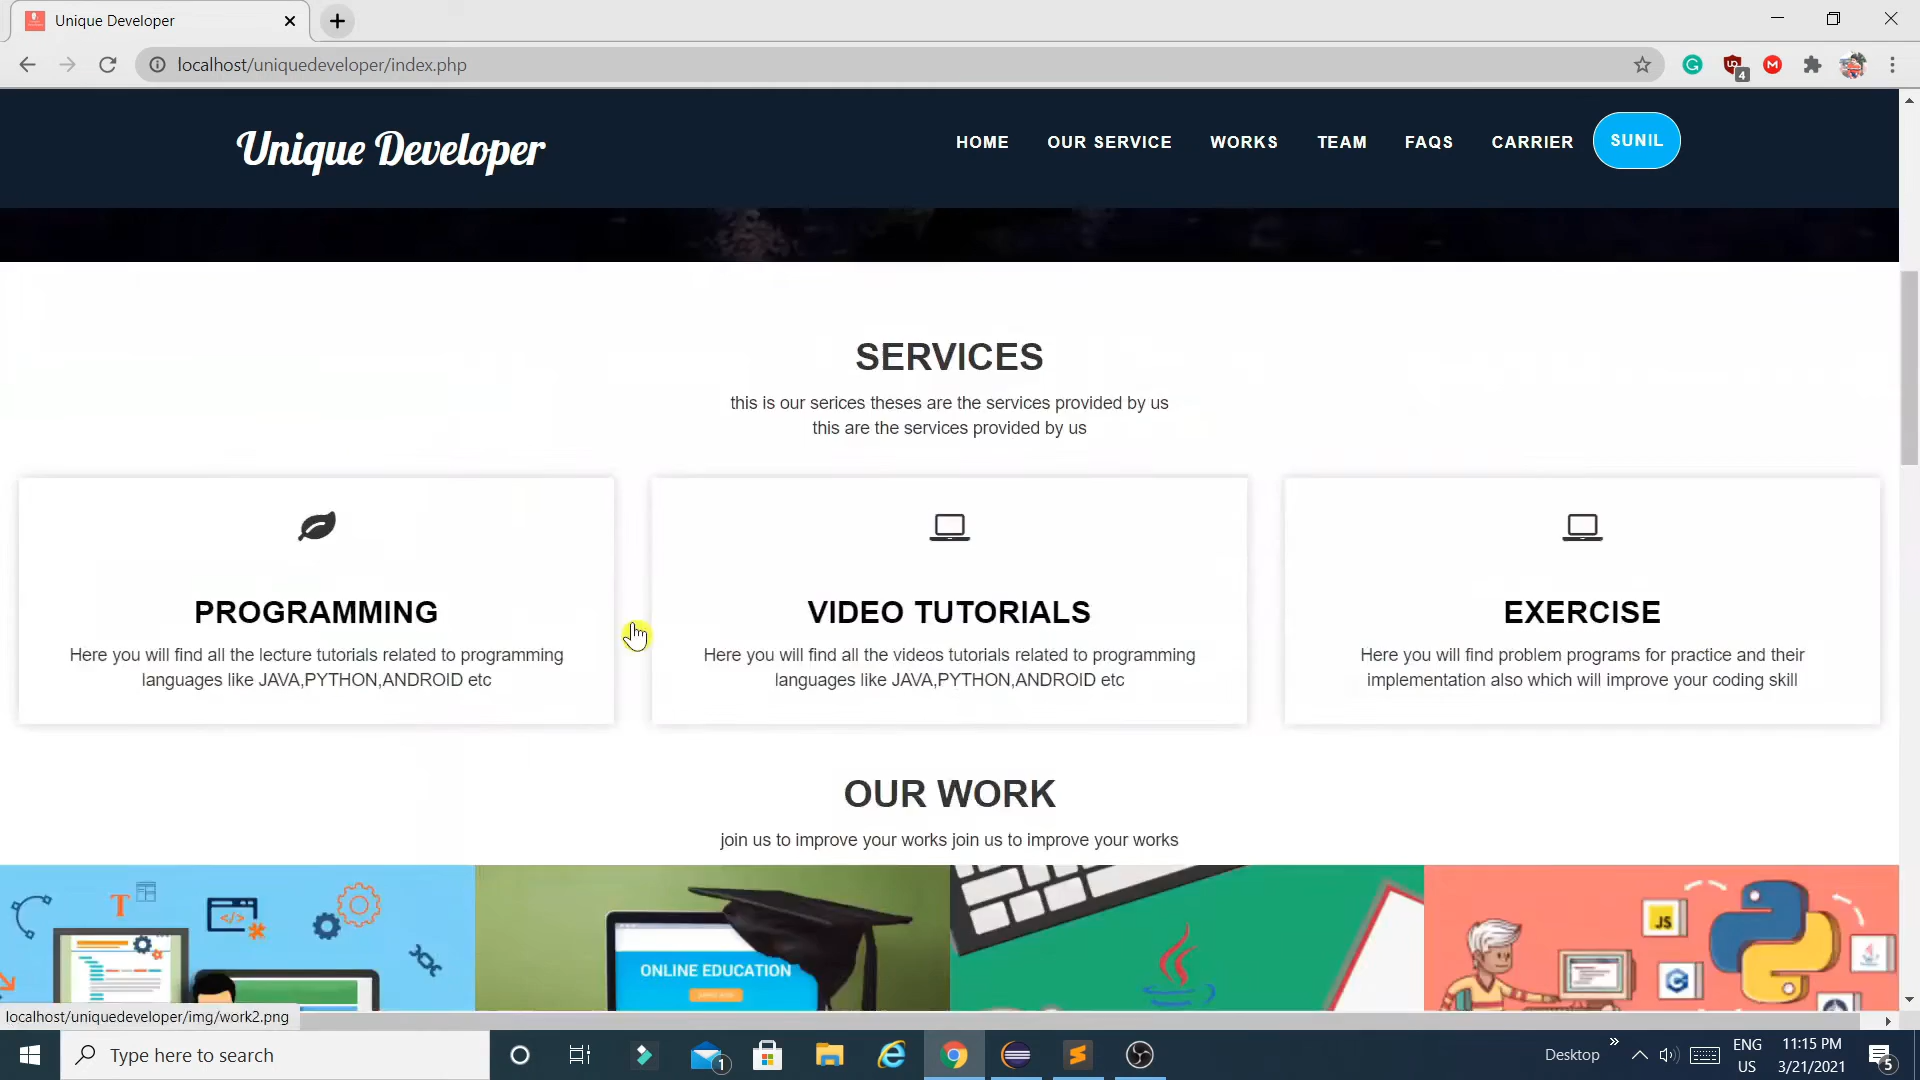 Unique Developer
localhost/uniquedeveloper/index.php
4
Unique Developer
HOME OUR SERVICE WORKS TEAM FAQS CARRIER SUNIL
SERVICES
this is our serices theses are the services provided by us
this are the services provided by us
PROGRAMMING
Here you will find all the lecture tutorials related to programming
languages like JAVA,PYTHON,ANDROID etc
VIDEO TUTORIALS
Here you will find all the videos tutorials related to programming
languages like JAVA,PYTHON,ANDROID etc
EXERCISE
Here you will find problem programs for practice and their
implementation also which will improve your coding skill
OUR WORK
join us to improve your works join us to improve your works
T
</>
ONLINE EDUCATION
JS
C
localhost/uniquedeveloper/img/work2.png
Type here to search
1
Desktop
ENG
US
11:15 PM
3/21/2021
5